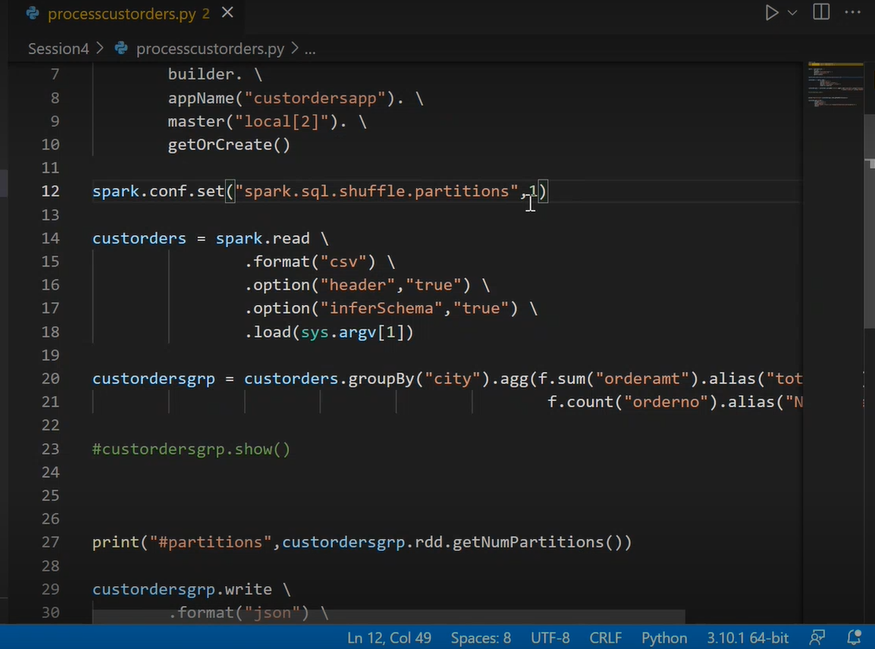 processcustorders.py 2
Session4 > processcustorders.py > ...
7 builder. \
8 appName("custordersapp"). \
9 master("local[2]"). \
10 getOrCreate()
11
12 spark.conf.set("spark.sql.shuffle.partitions",1)
13
14 custorders = spark.read \
15 .format("csv") \
16 .option("header","true") \
17 .option("inferSchema","true") \
18 .load(sys.argv[1])
19
20 custordersgrp = custorders.groupBy("city").agg(f.sum("orderamt").alias("tot
21 f.count("orderno").alias("N
22
23 #custordersgrp.show()
24
25
26
27 print("#partitions",custordersgrp.rdd.getNumPartitions())
28
29 custordersgrp.write \
30 .format("json") \
Ln 12, Col 49 Spaces: 8 UTF-8 CRLF Python 3.10.1 64-bit